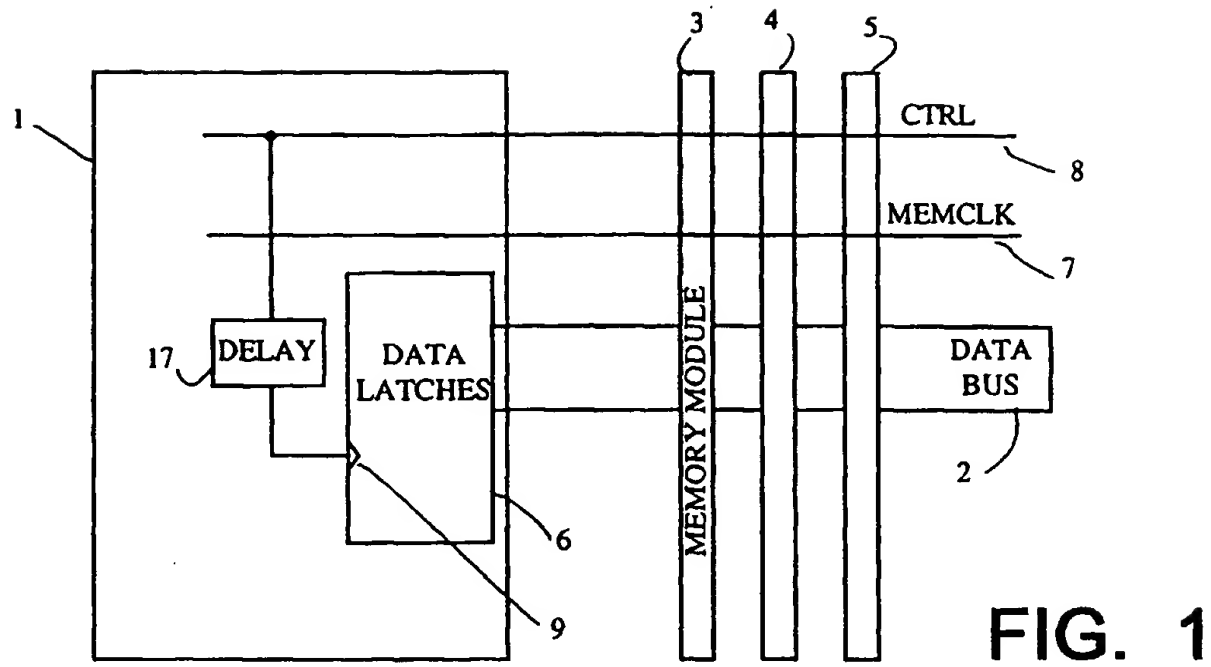 3
4
5
1
CTRL
8
MEMCLK
7
MEMORY MODULE
17
DELAY
DATA
LATCHES
DATA
BUS
2
6
9
FIG. 1